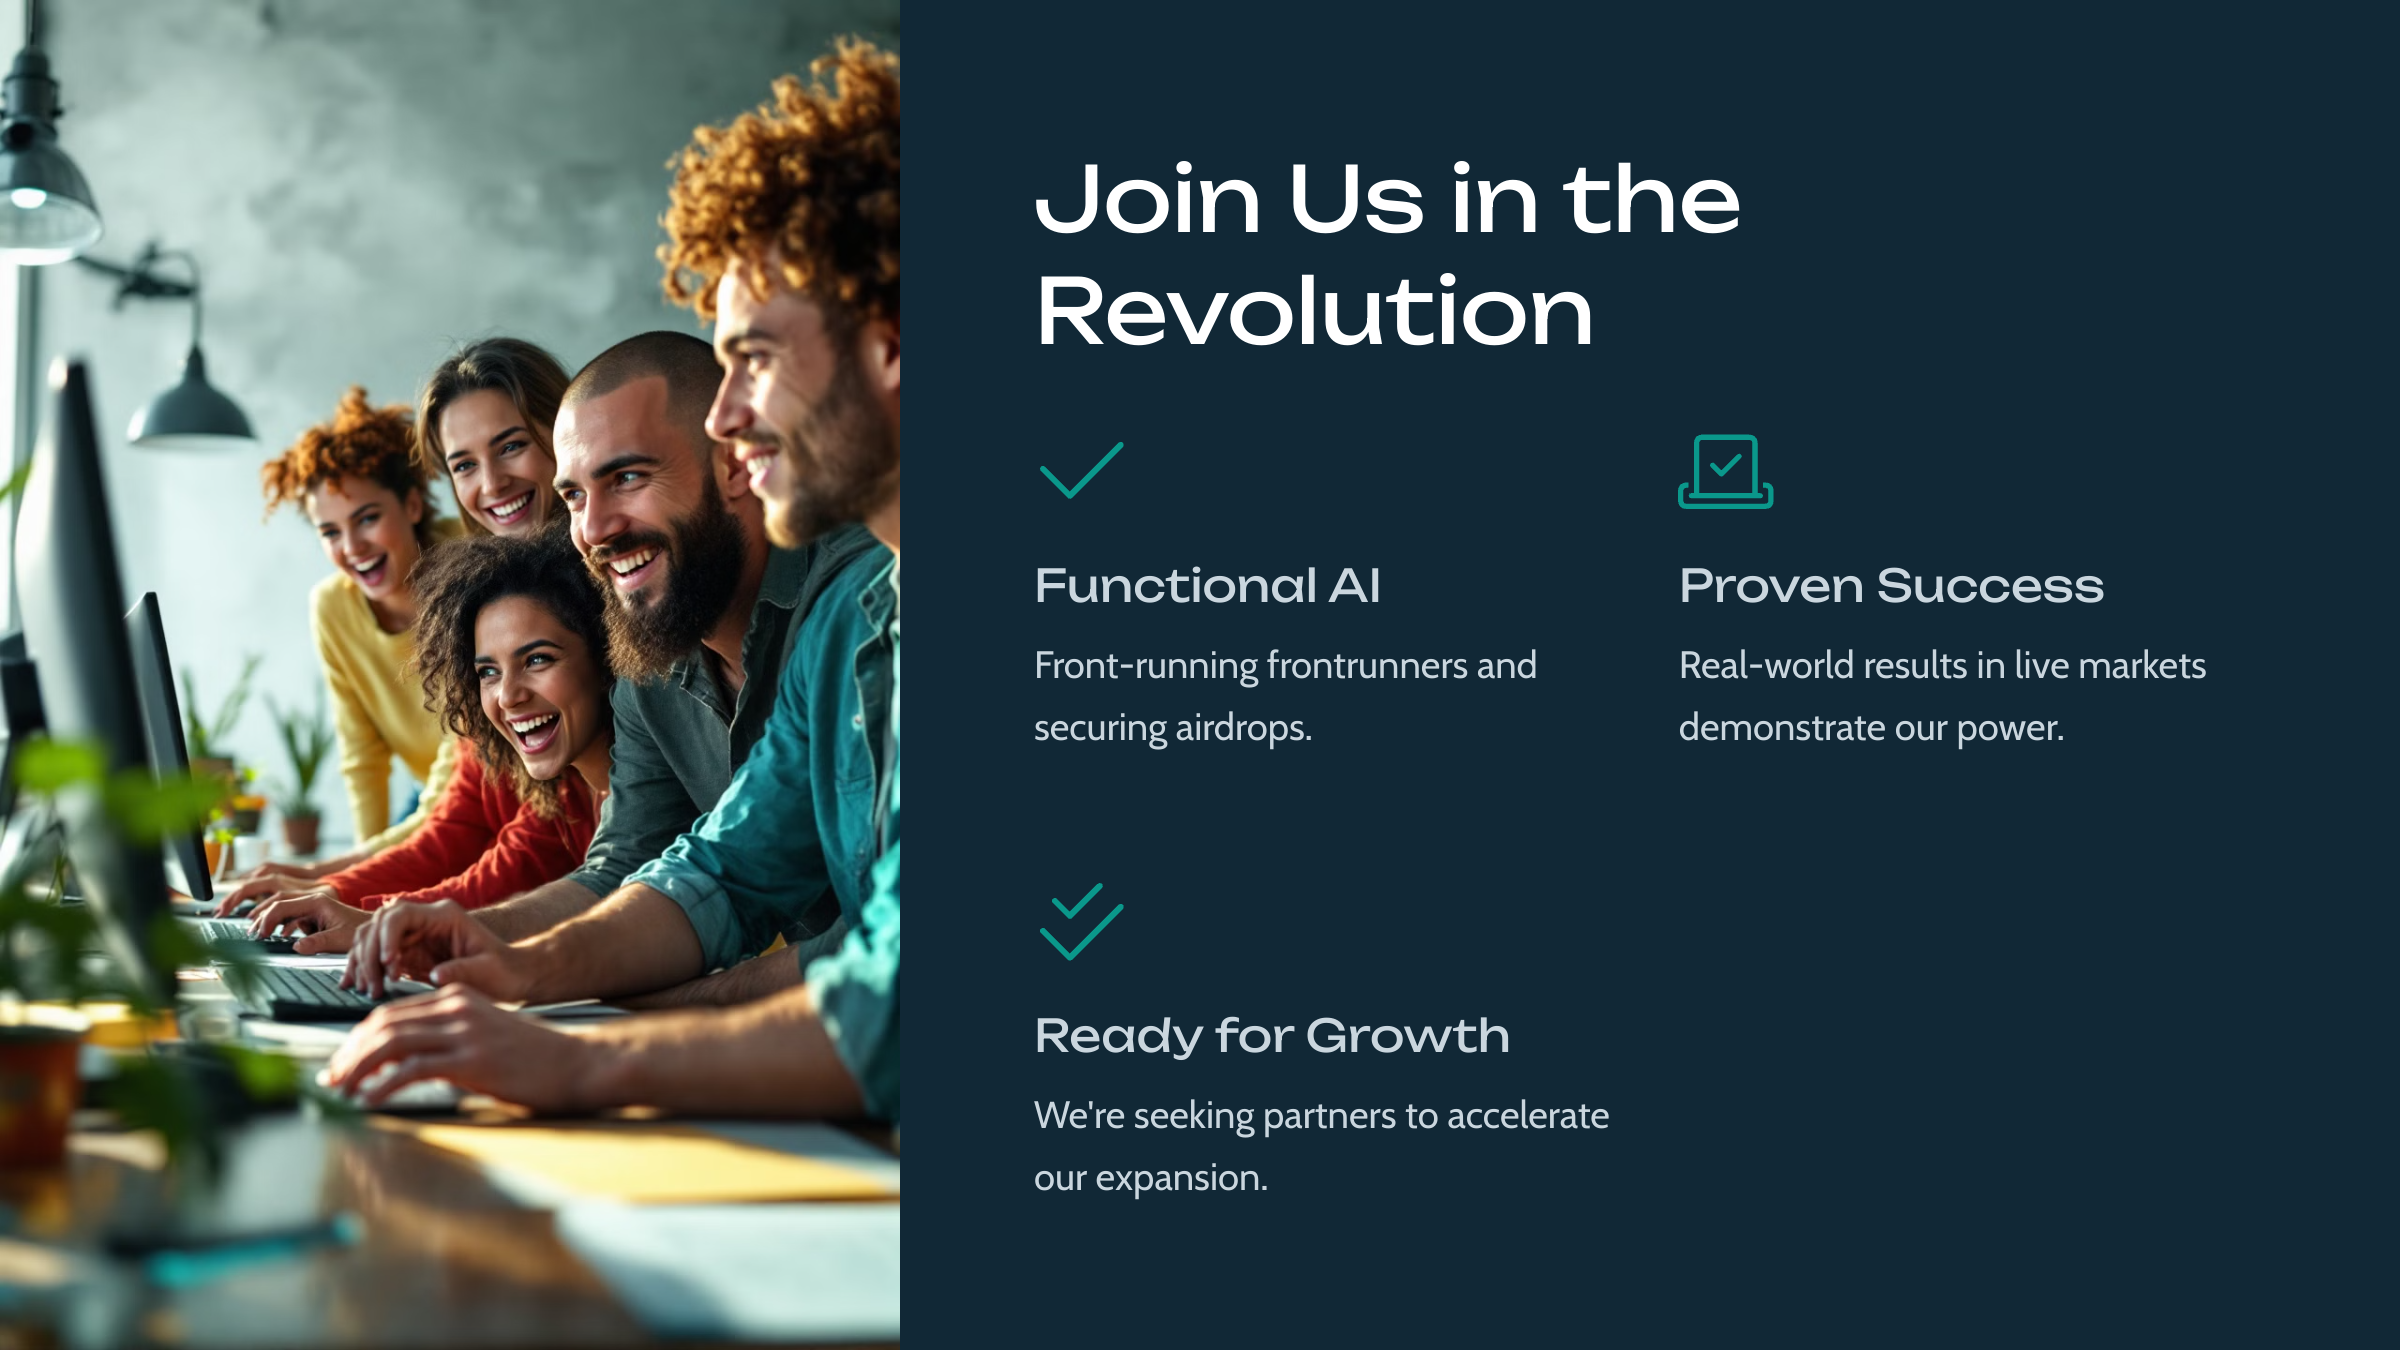 Join Us in the
Revolution
Functional AI
Front-running frontrunners and
securing airdrops.
Proven Success
Real-world results in live markets
demonstrate our power.
Ready for Growth
We're seeking partners to accelerate
our expansion.